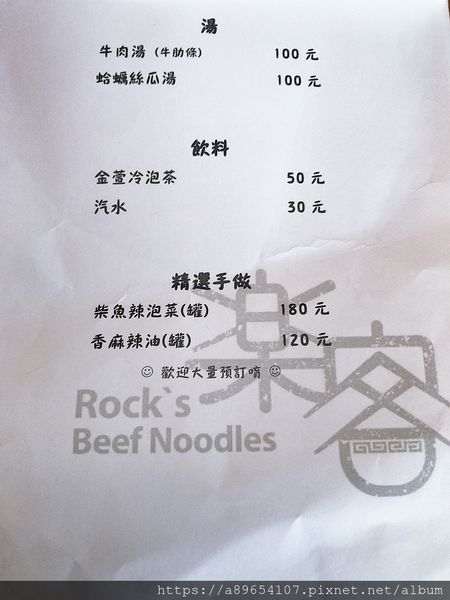 湯
牛肉湯 (牛肋條) 100 元
蛤蠣絲瓜湯 100 元
飲料
金萱冷泡茶 50 元
汽水 30 元
精選手做
柴魚辣泡菜(罐) 180 元
香麻辣油(罐) 120 元
☺ 歡迎大量預訂唷 ☺
樂客
Rock`s
Beef Noodles
https://a89654107.pixnet.net/album